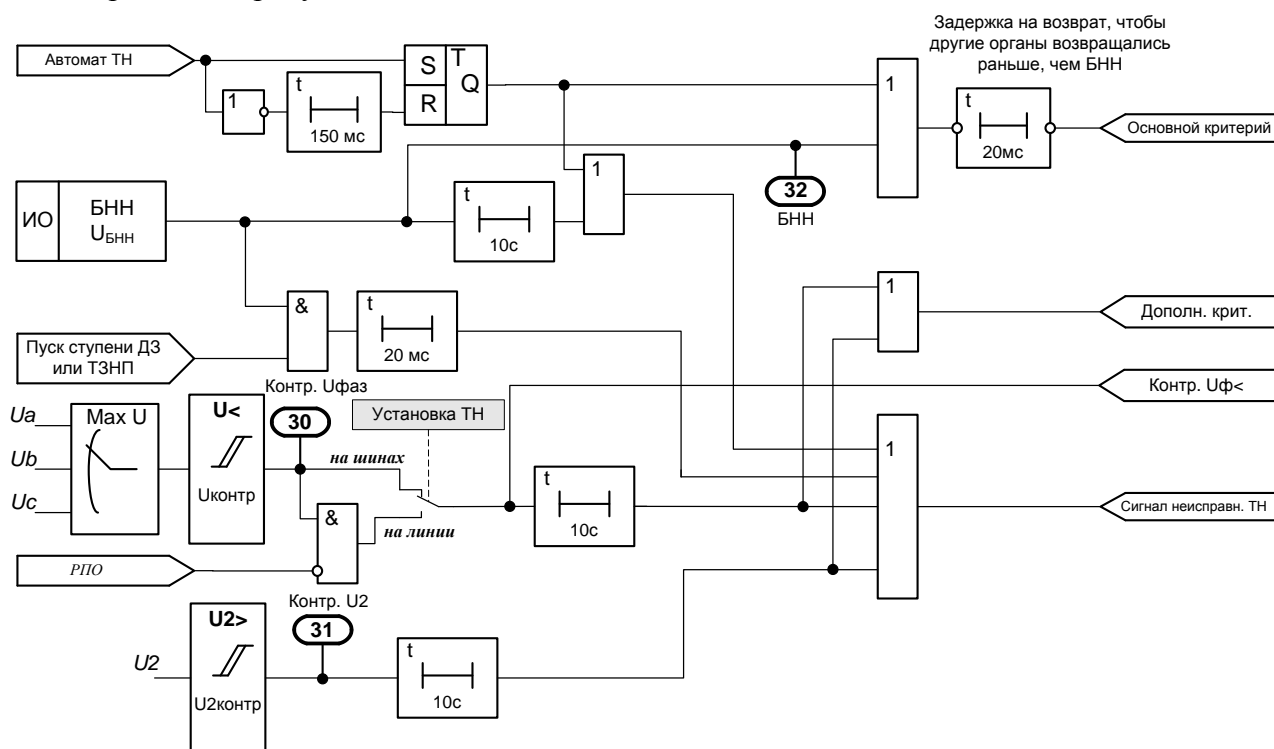 Задержка на возврат, чтобы
другие органы возвращались
раньше, чем БНН
Автомат ТН
S
T
Q
R
1
t
150 мс
1
t
20мс
Основной критерий
32
БНН
ИО
БНН
UБНН
t
10с
1
&
t
20 мс
1
Дополн. крит.
Пуск ступени ДЗ
или ТЗНП
Контр. Uфаз
30
Установка ТН
Контр. Uф<
Ua
Ub
Uc
Max U
U<
Uконтр
на шинах
на линии
&
t
10с
1
Сигнал неисправн. ТН
РПО
Контр. U2
31
U2
U2>
U2контр
t
10с